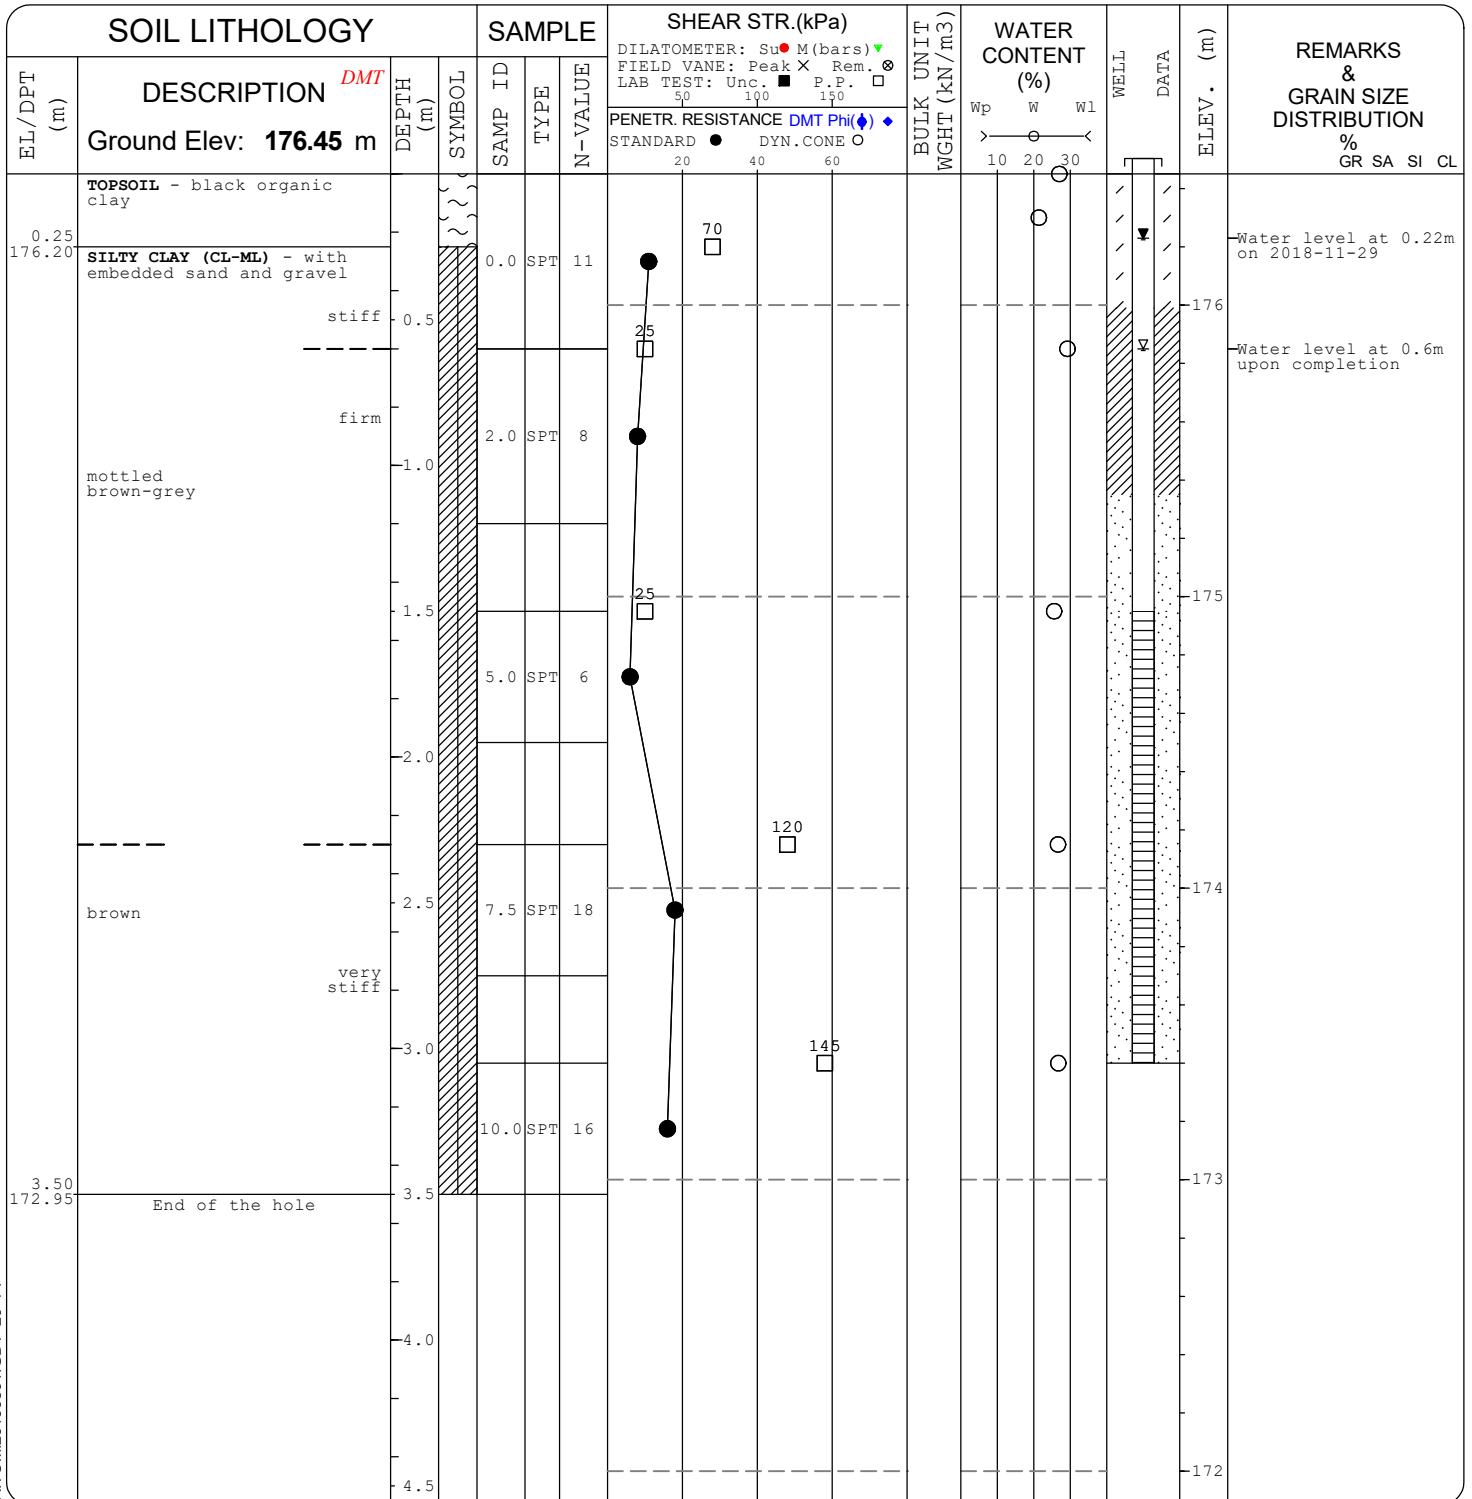 SOIL LITHOLOGY
SAMPLE
SHEAR STR.(kPa)
DILATOMETER: Su M(bars)
FIELD VANE: Peak Rem.
LAB TEST: Unc. P.P.
50 100 150
PENETR. RESISTANCE DMT Phi(ϕ)
STANDARD DYN.CONE
20 40 60
BULK UNIT
WGHT(kN/m3)
WATER
CONTENT
(%)
Wp W Wl
10 20 30
WELL DATA
ELEV. (m)
REMARKS
&
GRAIN SIZE
DISTRIBUTION
%
GR SA SI CL
EL/DPT
(m)
DESCRIPTION
DMT
Ground Elev: 176.45 m
DEPTH
(m)
SYMBOL
SAMP ID
TYPE
N-VALUE
TOPSOIL - black organic
clay
0.25
176.20
SILTY CLAY (CL-ML) - with
embedded sand and gravel
stiff
0.5
firm
1.0
mottled
brown-grey
1.5
2.0
brown
2.5
very
stiff
3.0
3.50
172.95
End of the hole
3.5
4.0
4.5
0.0 SPT 11
2.0 SPT 8
5.0 SPT 6
7.5 SPT 18
10.0 SPT 16
70
25
25
120
145
176
175
174
173
172
Water level at 0.22m
on 2018-11-29
Water level at 0.6m
upon completion